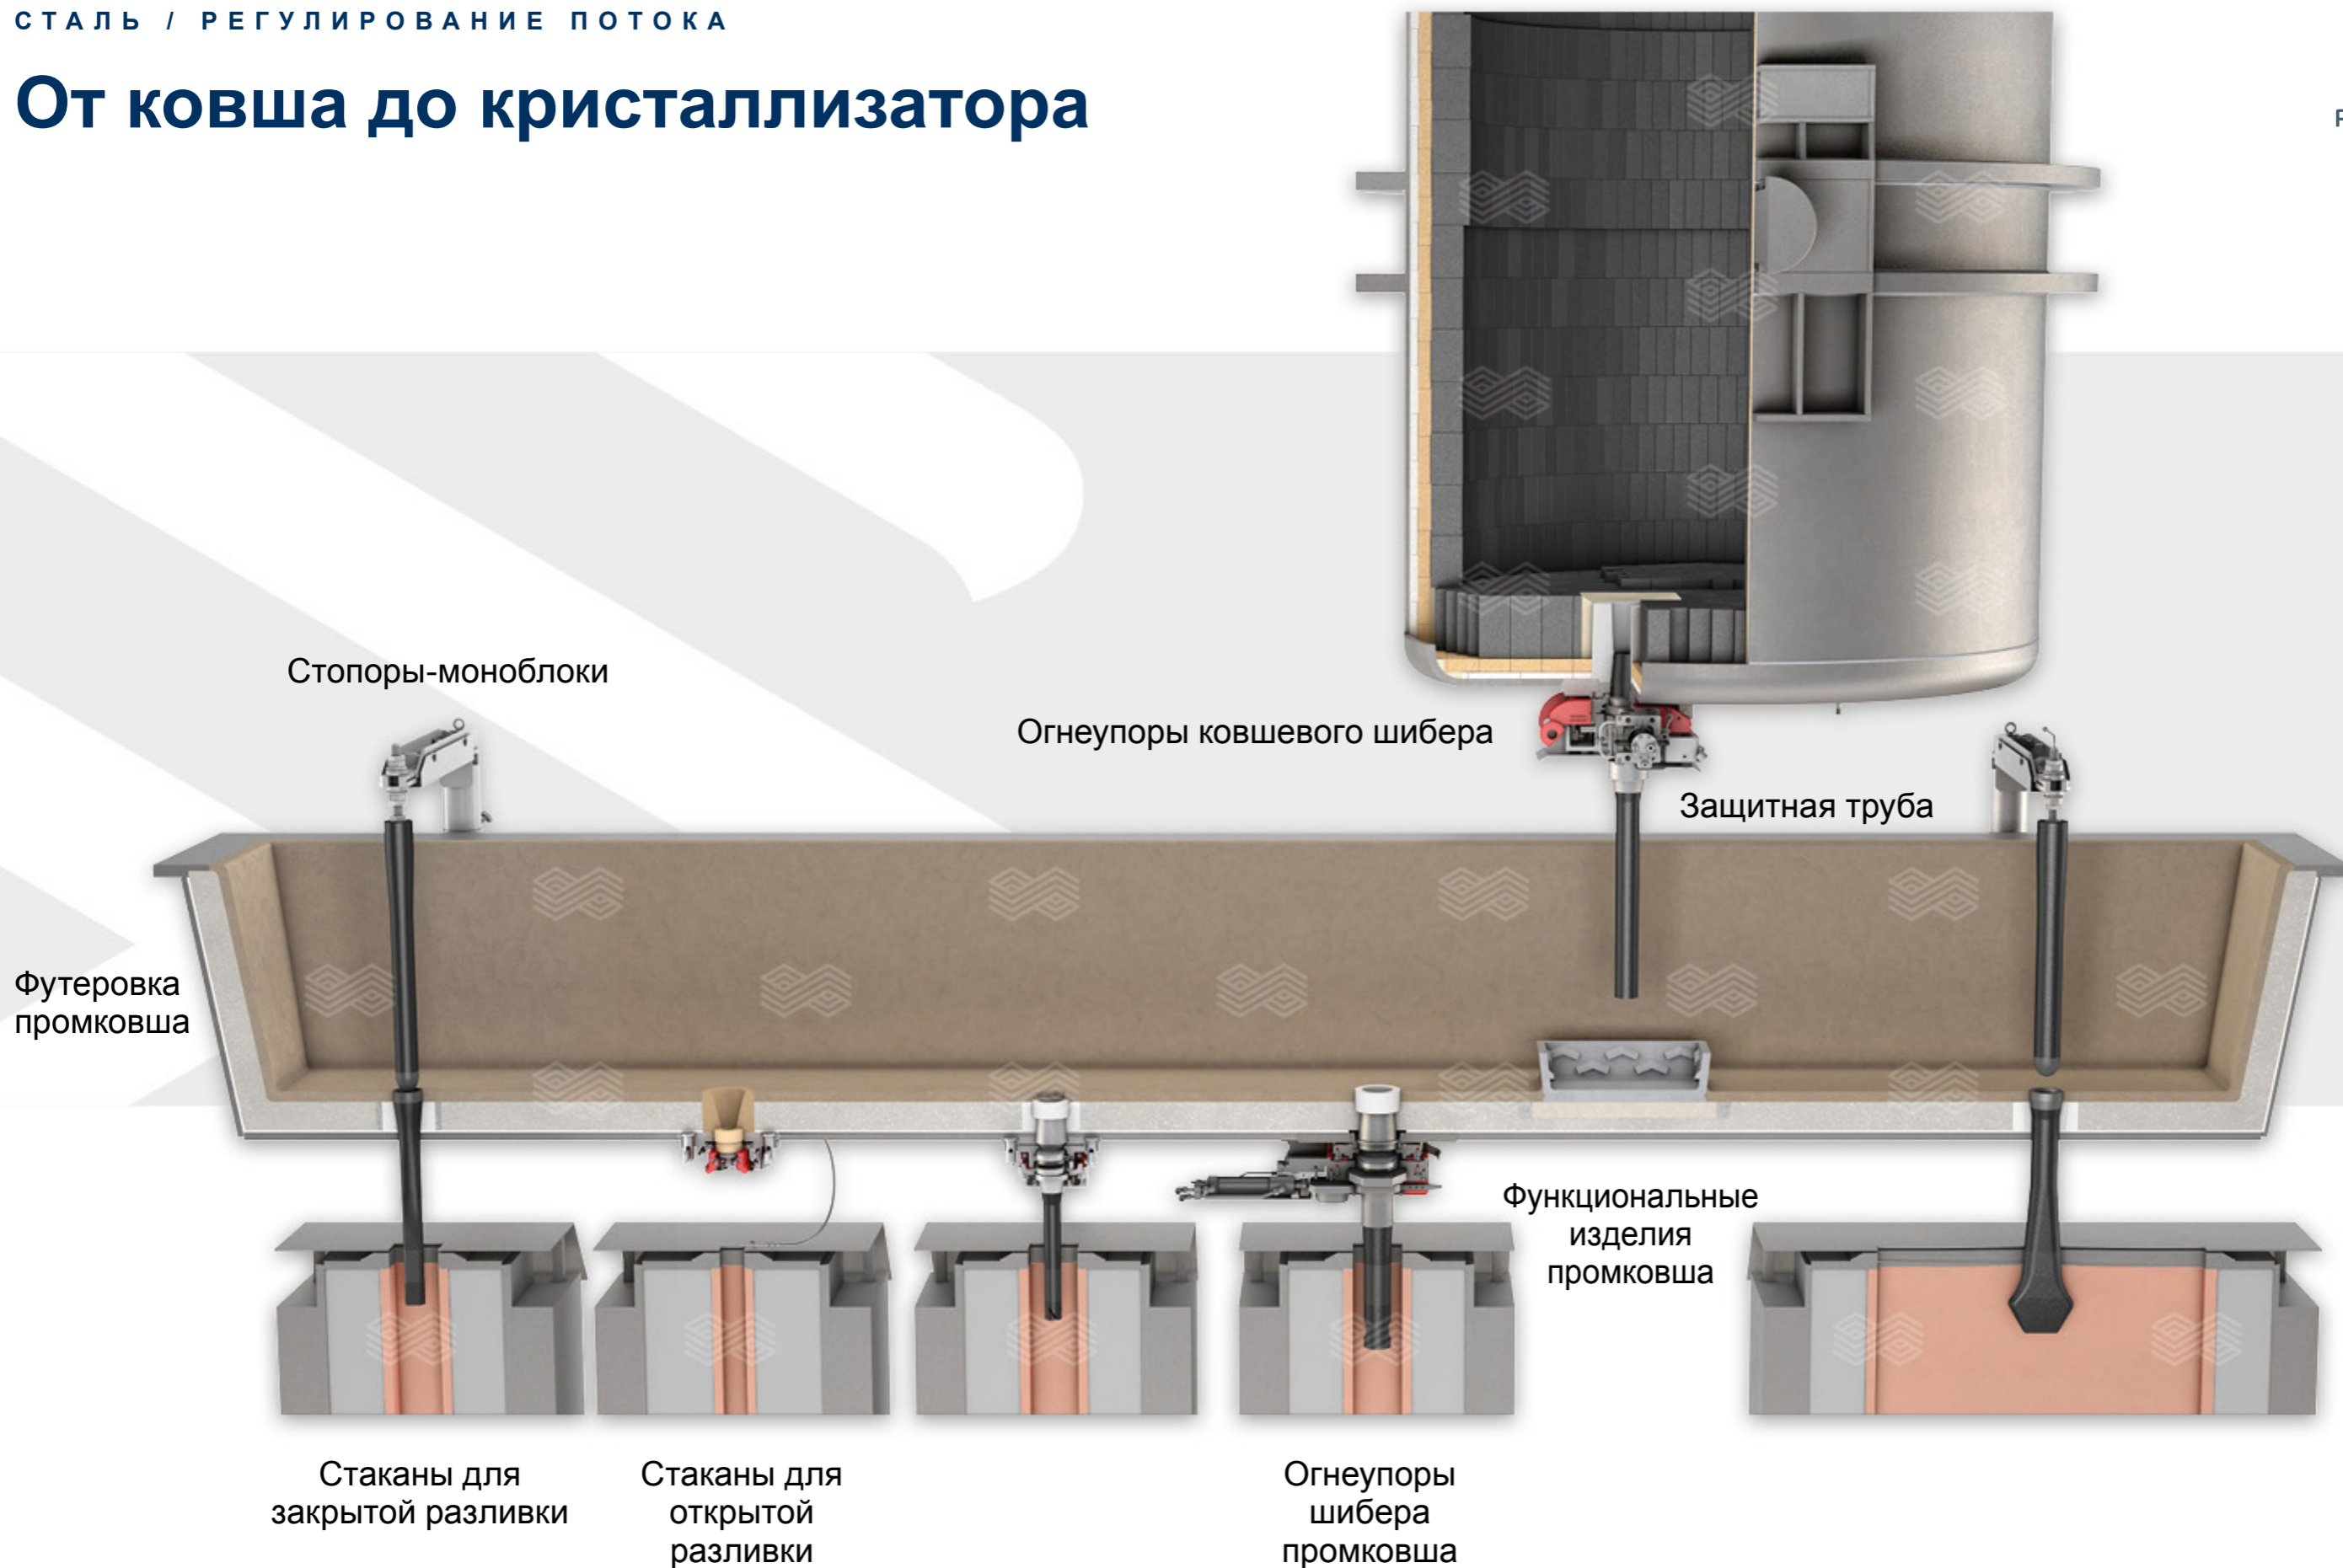 СТАЛЬ / РЕГУЛИРОВАНИЕ ПОТОКА
От ковша до кристаллизатора
Стопоры-моноблоки
Огнеупоры ковшевого шибера
Защитная труба
Футеровка
промковша
Функциональные
изделия
промковша
Стаканы для
закрытой разливки
Стаканы для
открытой
разливки
Огнеупоры
шибера
промковша